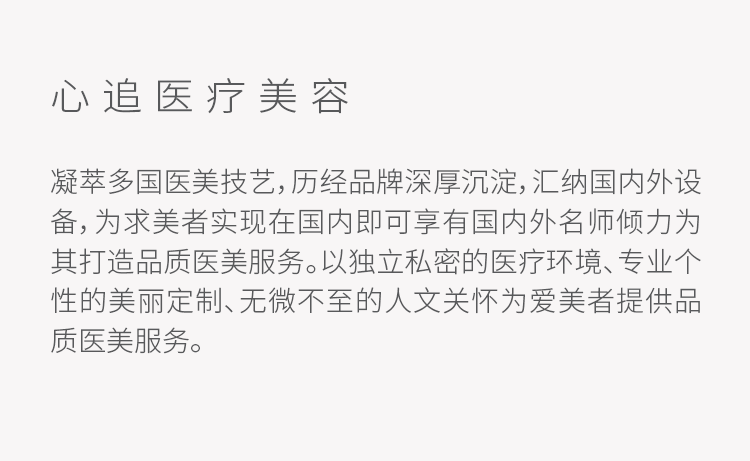 心追医疗美容
凝萃多国医美技艺，历经品牌深厚沉淀，汇纳国内外设
备，为求美者实现在国内即可享有国内外名师倾力为
其打造品质医美服务。以独立私密的医疗环境、专业个
性的美丽定制、无微不至的人文关怀为爱美者提供品
质医美服务。